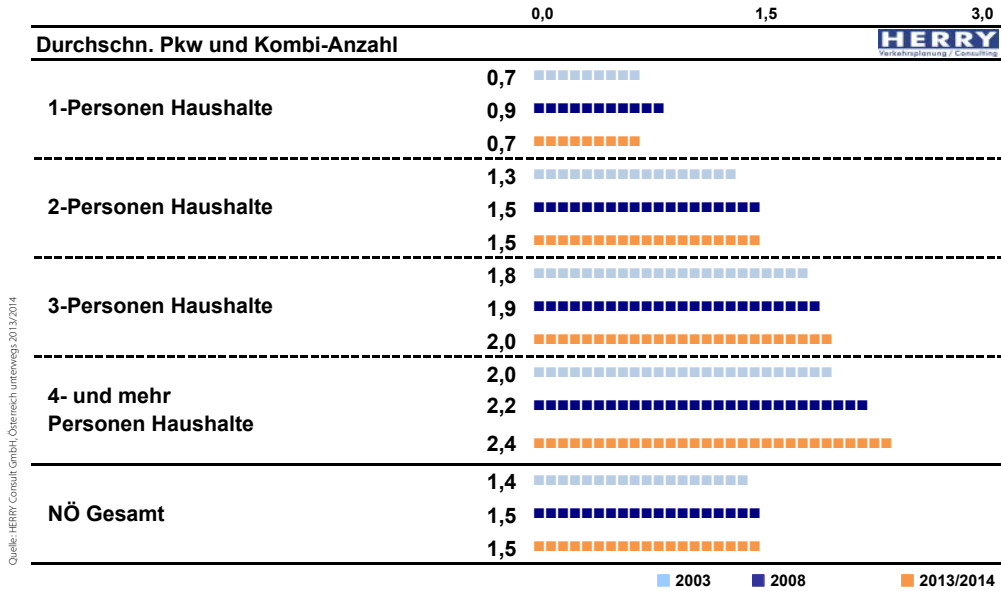 0,0 1,5 3,0
Durchschn. Pkw und Kombi-Anzahl
HERRY
Verkehrsplanung / Consulting
0,7
1-Personen Haushalte 0,9
0,7
1,3
2-Personen Haushalte 1,5
1,5
1,8
3-Personen Haushalte 1,9
2,0
2,0
4- und mehr
Personen Haushalte
2,2
2,4
1,4
NÖ Gesamt 1,5
1,5
2003 2008 2013/2014
Quelle: HERRY Consult GmbH, Österreich unterwegs 2013/2014